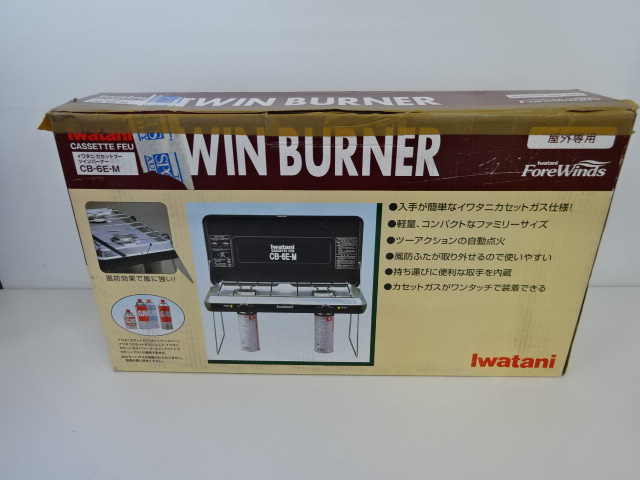 TWIN BURNER
ForeWinds
Iwatani
CASSETTE FEU
イワタニカセットフー
ツインバーナー
CB-6E-M
WIN BURNER
屋外専用
Iwatani
ForeWinds
●入手が簡単なイワタニカセットガス仕様!
●軽量、コンパクトなファミリーサイズ
●ツーアクションの自動点火
●風防ふたが取り外せるので使いやすい
●持ち運びに便利な取手を内蔵
●カセットガスがワンタッチで装着できる
風防効果で風に強い!
Iwatani
CASSETTE FEU
CB-6E-M
Iwatani
Iwatani